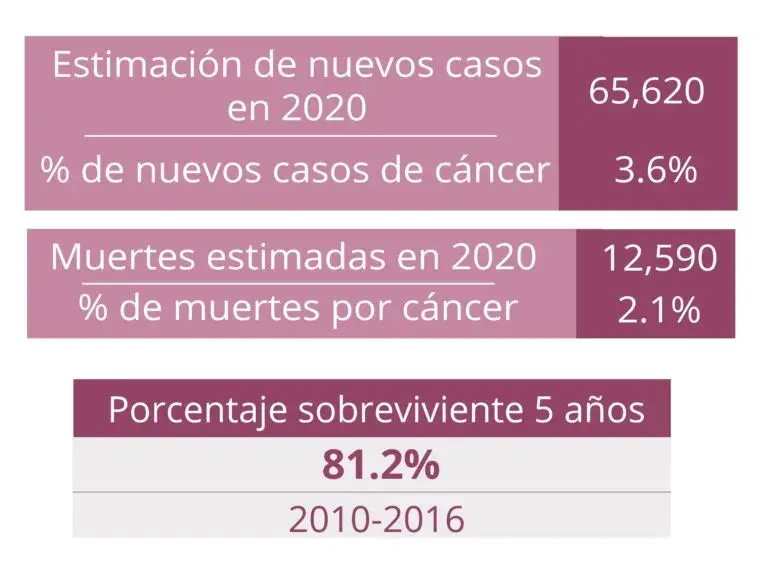 Estimación de nuevos casos
en 2020
65,620
% de nuevos casos de cáncer
3.6%
Muertes estimadas en 2020
12,590
% de muertes por cáncer
2.1%
Porcentaje sobreviviente 5 años
81.2%
2010-2016